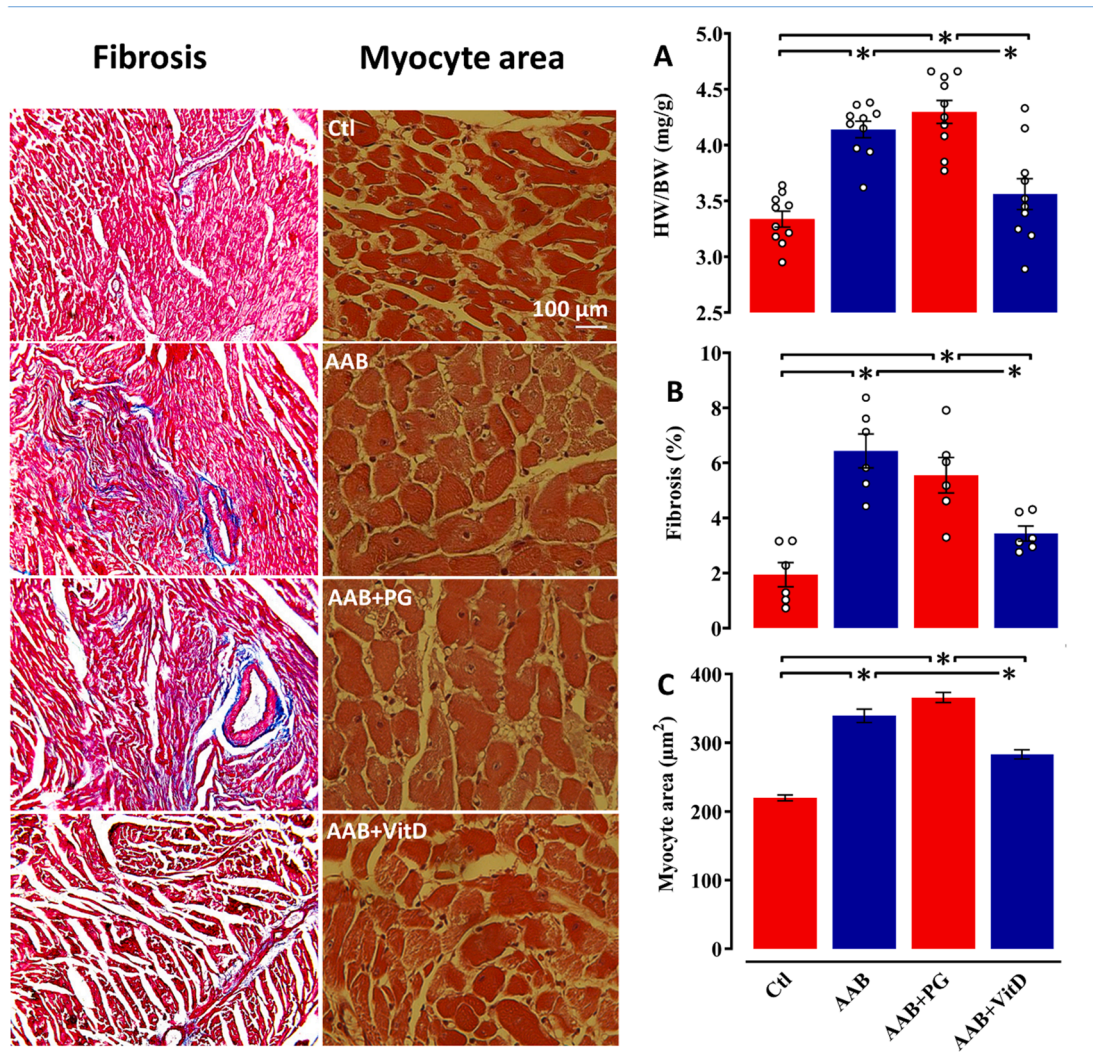 Fibrosis
Myocyte area
Ctl
100 µm
AAB
AAB+PG
AAB+VitD
A
HW/BW (mg/g)
5.0
4.5
4.0
3.5
3.0
2.5
*
*
*
B
Fibrosis (%)
10
8
6
4
2
0
*
*
*
C
Myocyte area (µm²)
400
300
200
100
0
*
*
*
Ctl
AAB
AAB+PG
AAB+VitD